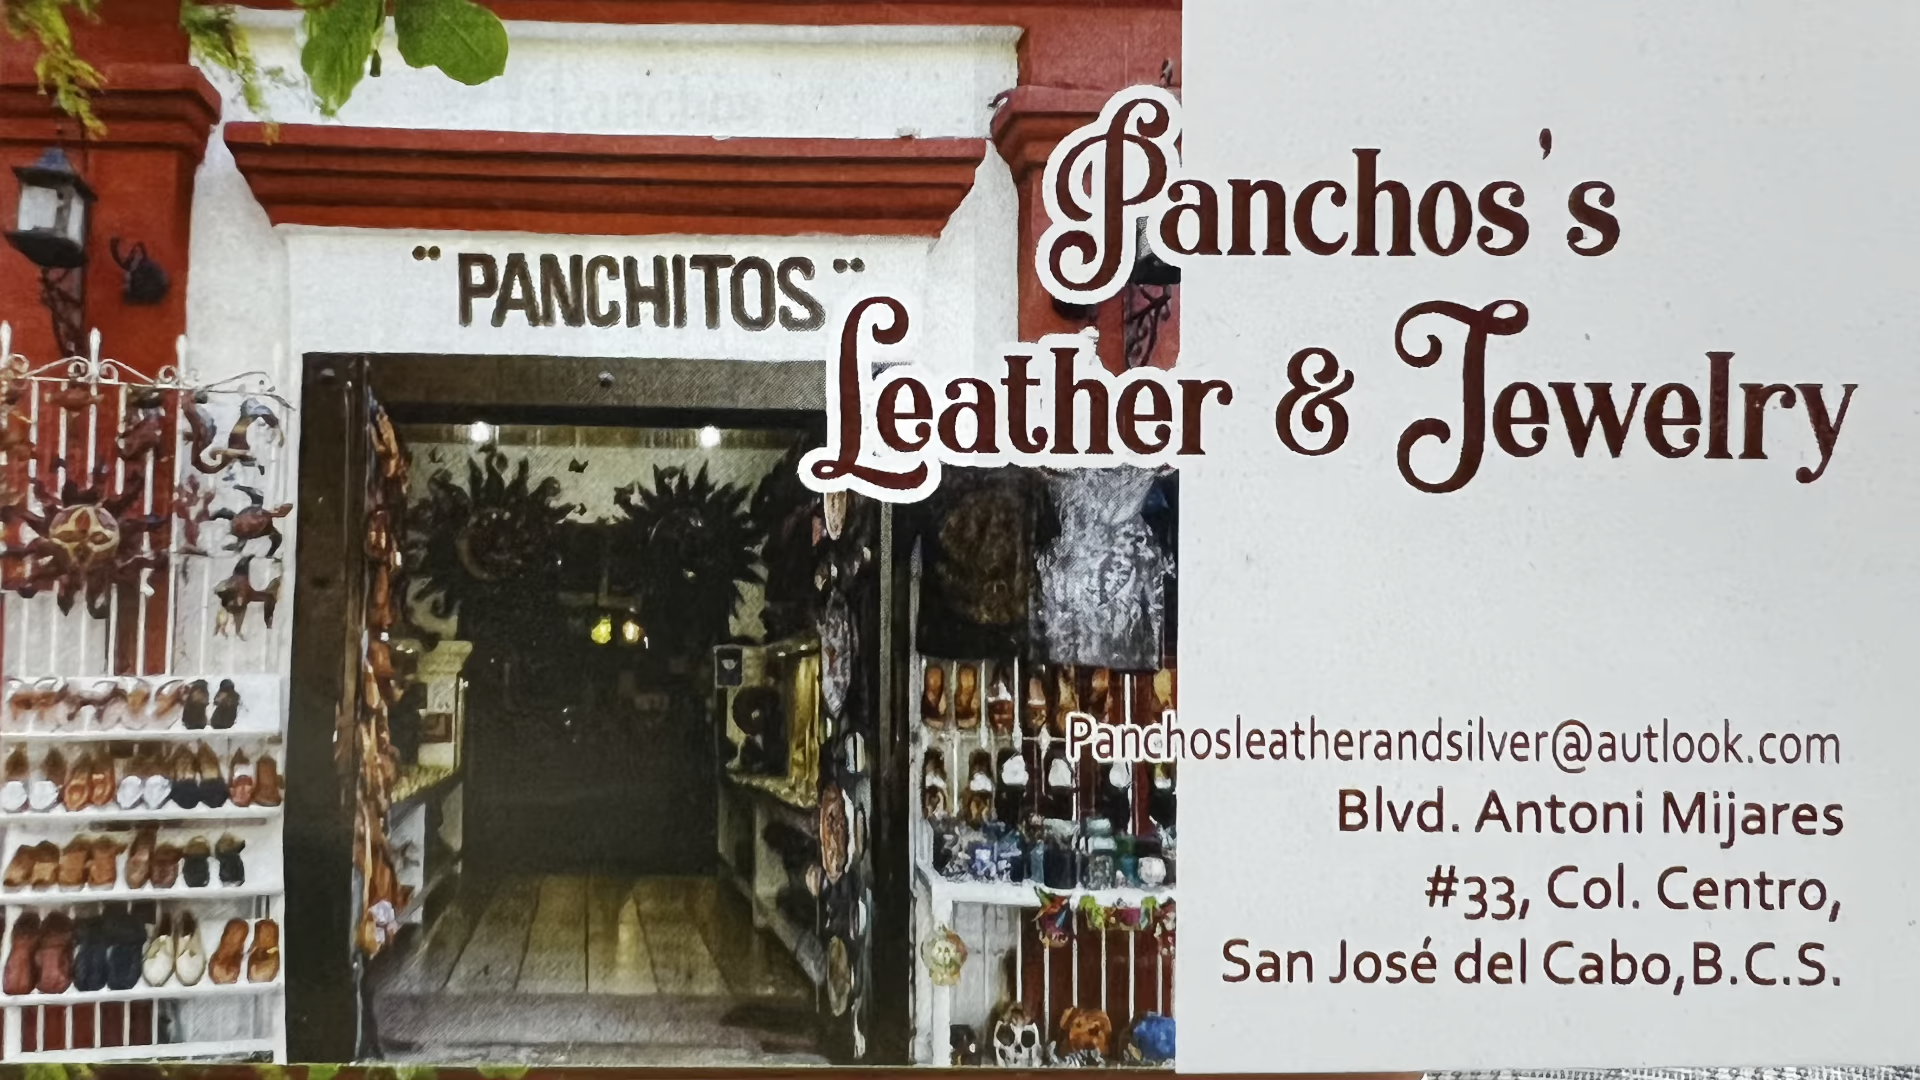 ¨ PANCHITOS ¨
Panchos's
Leather & Jewelry
Panchosleatherandsilver@autlook.com
Blvd. Antoni Mijares
#33, Col. Centro,
San José del Cabo,B.C.S.